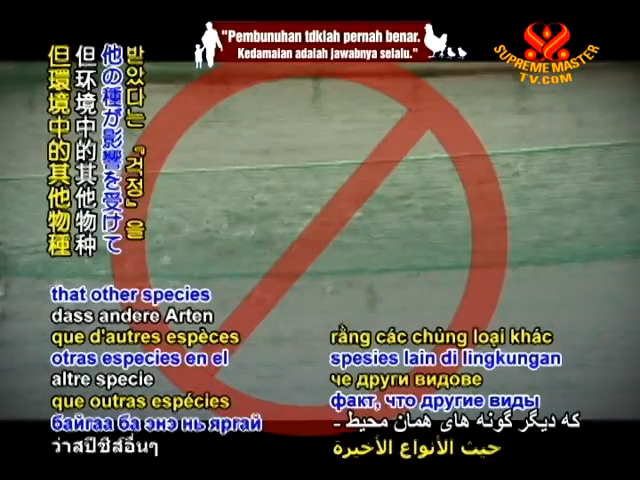 "Pembunuhan tdklah pernah benar.
Kedamaian adalah jawabnya selalu."
SUPREME MASTER
TV.COM
받았다는 『걱정』을
他の種が影響を受けて
但环境中的其他物种
但環境中的其他物種
that other species
dass andere Arten
que d'autres espèces
otras especies en el
altre specie
que outras espécies
байгаа ба энэ нь яргай
ว่าสปีชีส์อื่นๆ
rằng các chủng loại khác
spesies lain di lingkungan
че други видове
факт, что другие виды
که دیگر گونه های همان محیط -
حيث الأنواع الأخيرة